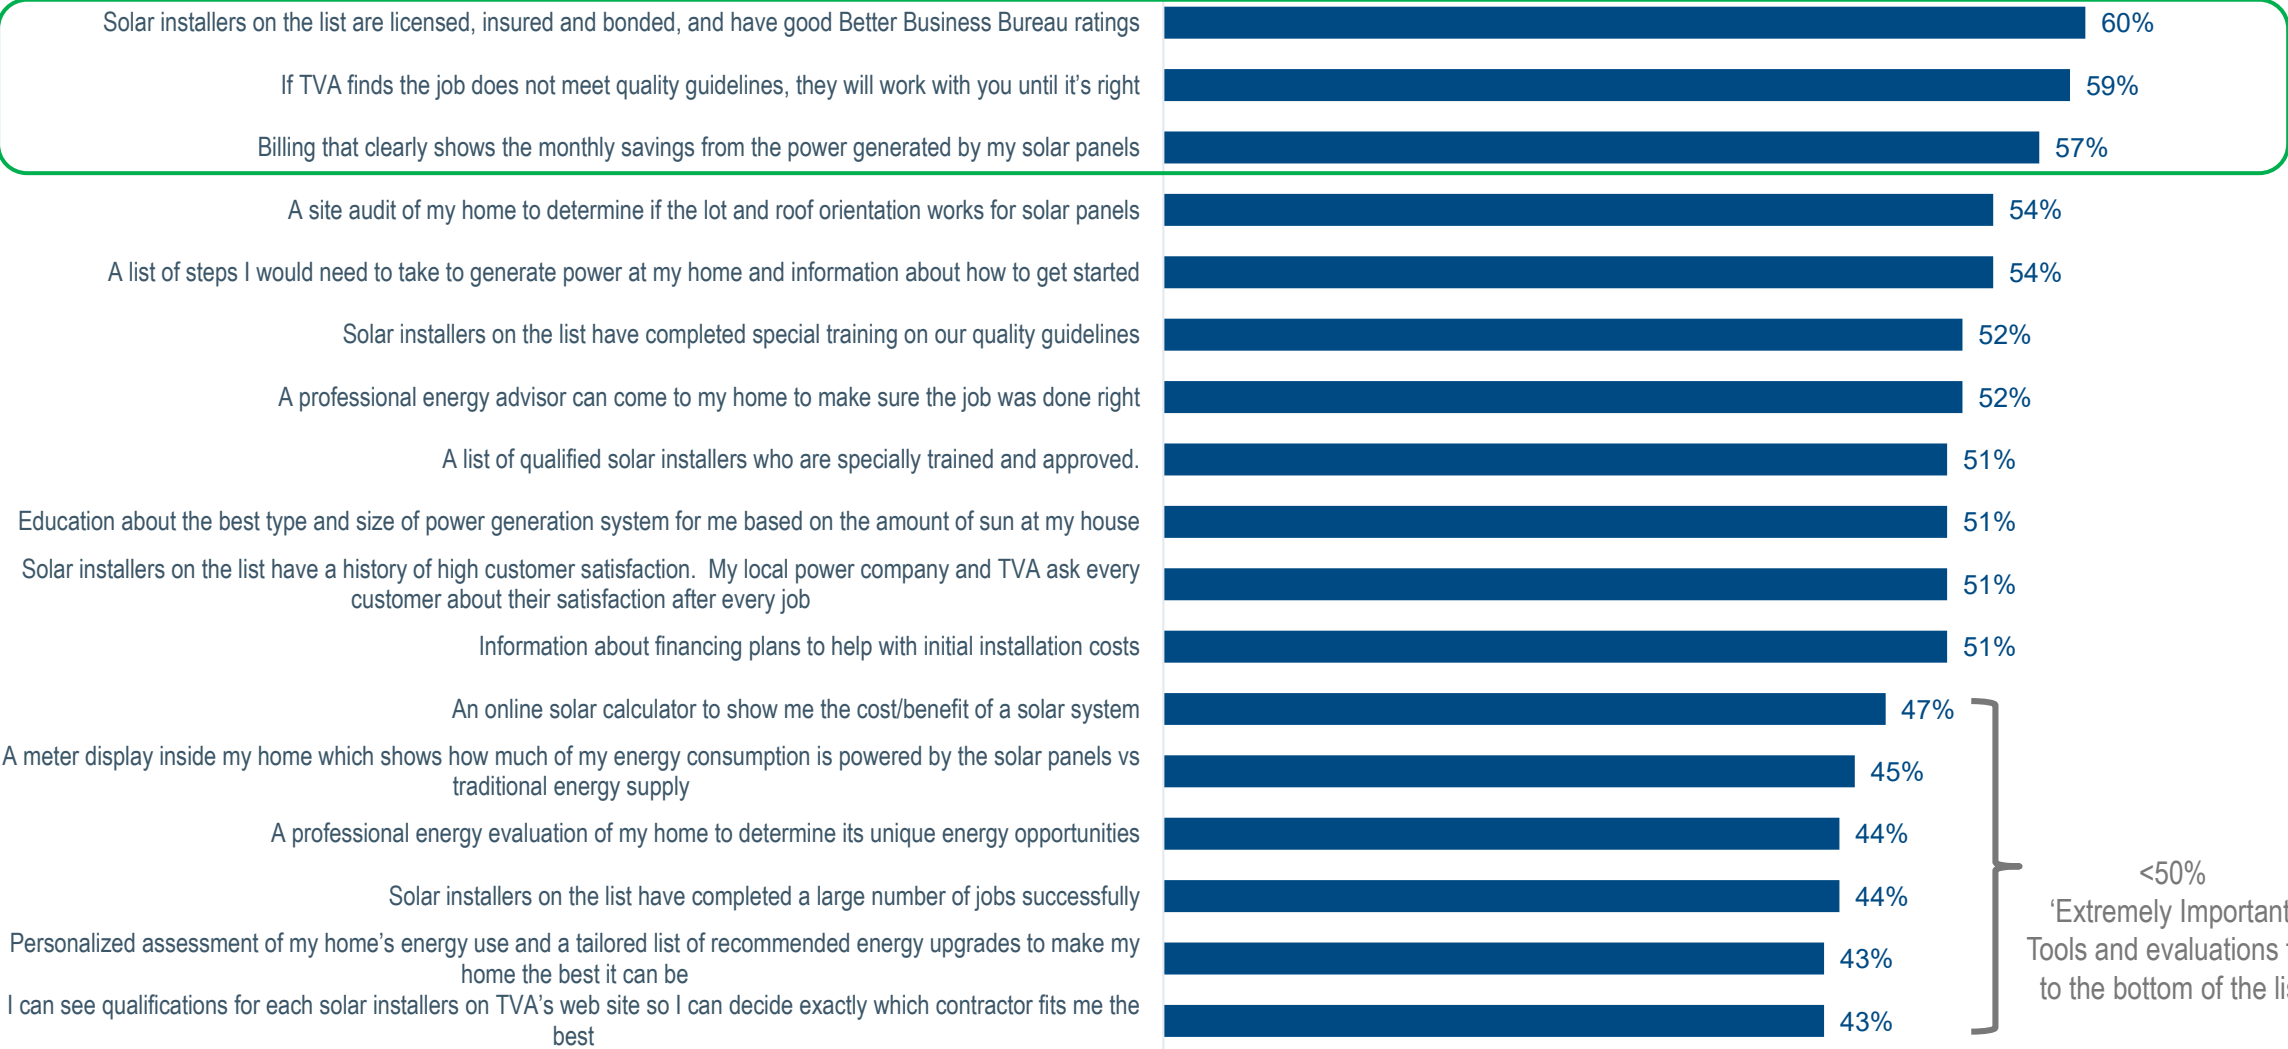 Solar installers on the list are licensed, insured and bonded, and have good Better Business Bureau ratings
60%
If TVA finds the job does not meet quality guidelines, they will work with you until it’s right
59%
Billing that clearly shows the monthly savings from the power generated by my solar panels
57%
A site audit of my home to determine if the lot and roof orientation works for solar panels
54%
A list of steps I would need to take to generate power at my home and information about how to get started
54%
Solar installers on the list have completed special training on our quality guidelines
52%
A professional energy advisor can come to my home to make sure the job was done right
52%
A list of qualified solar installers who are specially trained and approved.
51%
Education about the best type and size of power generation system for me based on the amount of sun at my house
51%
Solar installers on the list have a history of high customer satisfaction.  My local power company and TVA ask every
customer about their satisfaction after every job
51%
Information about financing plans to help with initial installation costs
51%
An online solar calculator to show me the cost/benefit of a solar system
47%
A meter display inside my home which shows how much of my energy consumption is powered by the solar panels vs
traditional energy supply
45%
A professional energy evaluation of my home to determine its unique energy opportunities
44%
Solar installers on the list have completed a large number of jobs successfully
44%
Personalized assessment of my home’s energy use and a tailored list of recommended energy upgrades to make my
home the best it can be
43%
I can see qualifications for each solar installers on TVA’s web site so I can decide exactly which contractor fits me the
best
43%
<50%
‘Extremely Important
Tools and evaluations
to the bottom of the